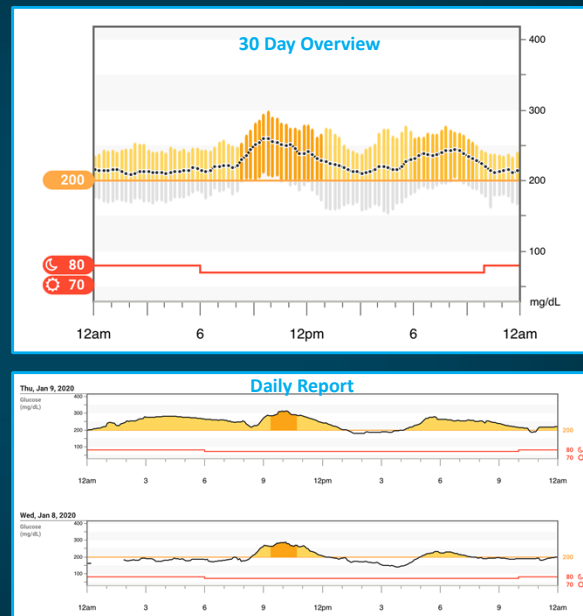 30 Day Overview
400
300
200
200
100
80
70
mg/dL
12am 6 12pm 6 12am
Daily Report
Thu, Jan 9, 2020
Glucose
(mg/dL)
400
300
200
200
100
80
70
12am 3 6 9 12pm 3 6 9 12am
Wed, Jan 8, 2020
Glucose
(mg/dL)
400
300
200
200
100
80
70
12am 3 6 9 12pm 3 6 9 12am